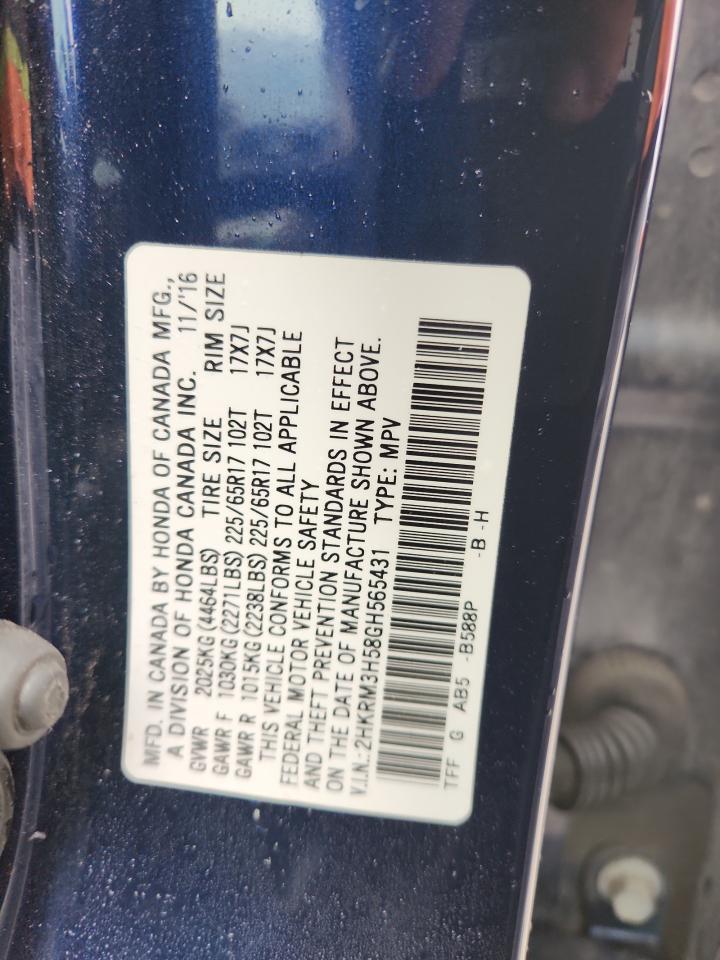 MFD. IN CANADA BY HONDA OF CANADA MFG.,
A DIVISION OF HONDA CANADA INC. 11/'16
GVWR 2025KG (4464LBS) TIRE SIZE RIM SIZE
GAWR F 1030KG (2271LBS) 225/65R17 102T 17X7J
GAWR R 1015KG (2238LBS) 225/65R17 102T 17X7J
THIS VEHICLE CONFORMS TO ALL APPLICABLE
FEDERAL MOTOR VEHICLE SAFETY
AND THEFT PREVENTION STANDARDS IN EFFECT
ON THE DATE OF MANUFACTURE SHOWN ABOVE.
V.I.N.:2HKRM3H58GH565431 TYPE: MPV
TFF G AB5 -B588P -B -H